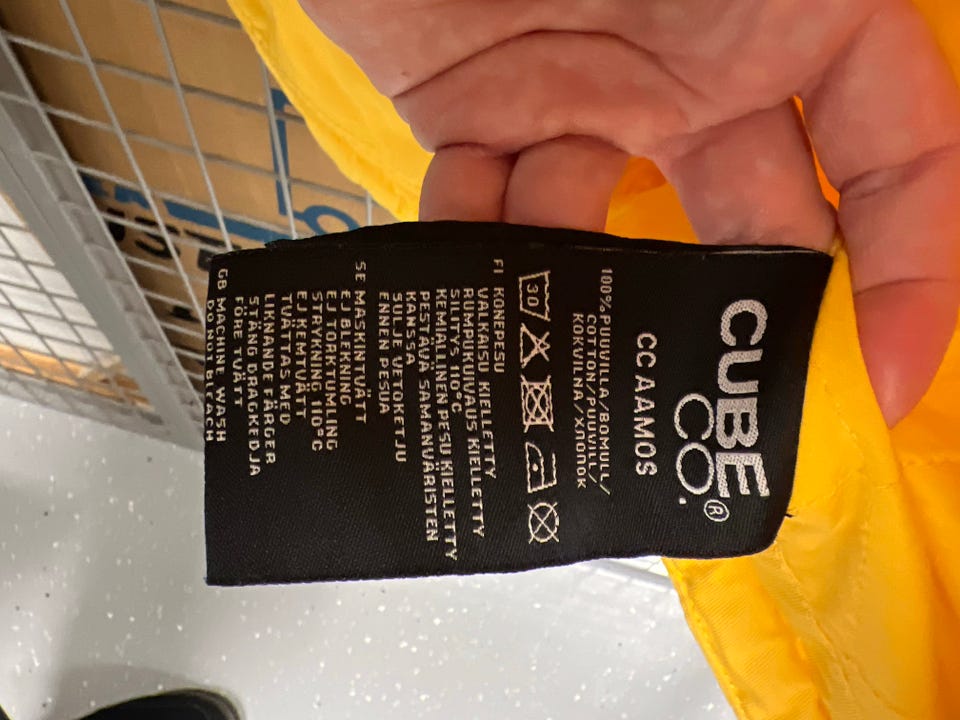 CUBE
CO.®
CC AAMOS
100% PUUVILLA/BOMULL/
COTTON/PUUVILL/
KOKVILNA/ХЛОПОК
30
FI KONEPESU
VALKAISU KIELLETTY
RUMPUKUIVAUS KIELLETTY
SILITYS 110°C
KEMIALLINEN PESU KIELLETTY
PESTÄVÄ SAMANVÄRISTEN
KANSSA
SULJE VETOKETJU
ENNEN PESUA
SE MASKINTVÄTT
EJ BLEKNING
EJ TORKTUMLING
STRYKNING 110°C
EJ KEMTVÄTT
TVÄTTAS MED
LIKNANDE FÄRGER
STÄNG DRAGKEDJA
FÖRE TVÄTT
GB MACHINE WASH
DO NOT BLEACH